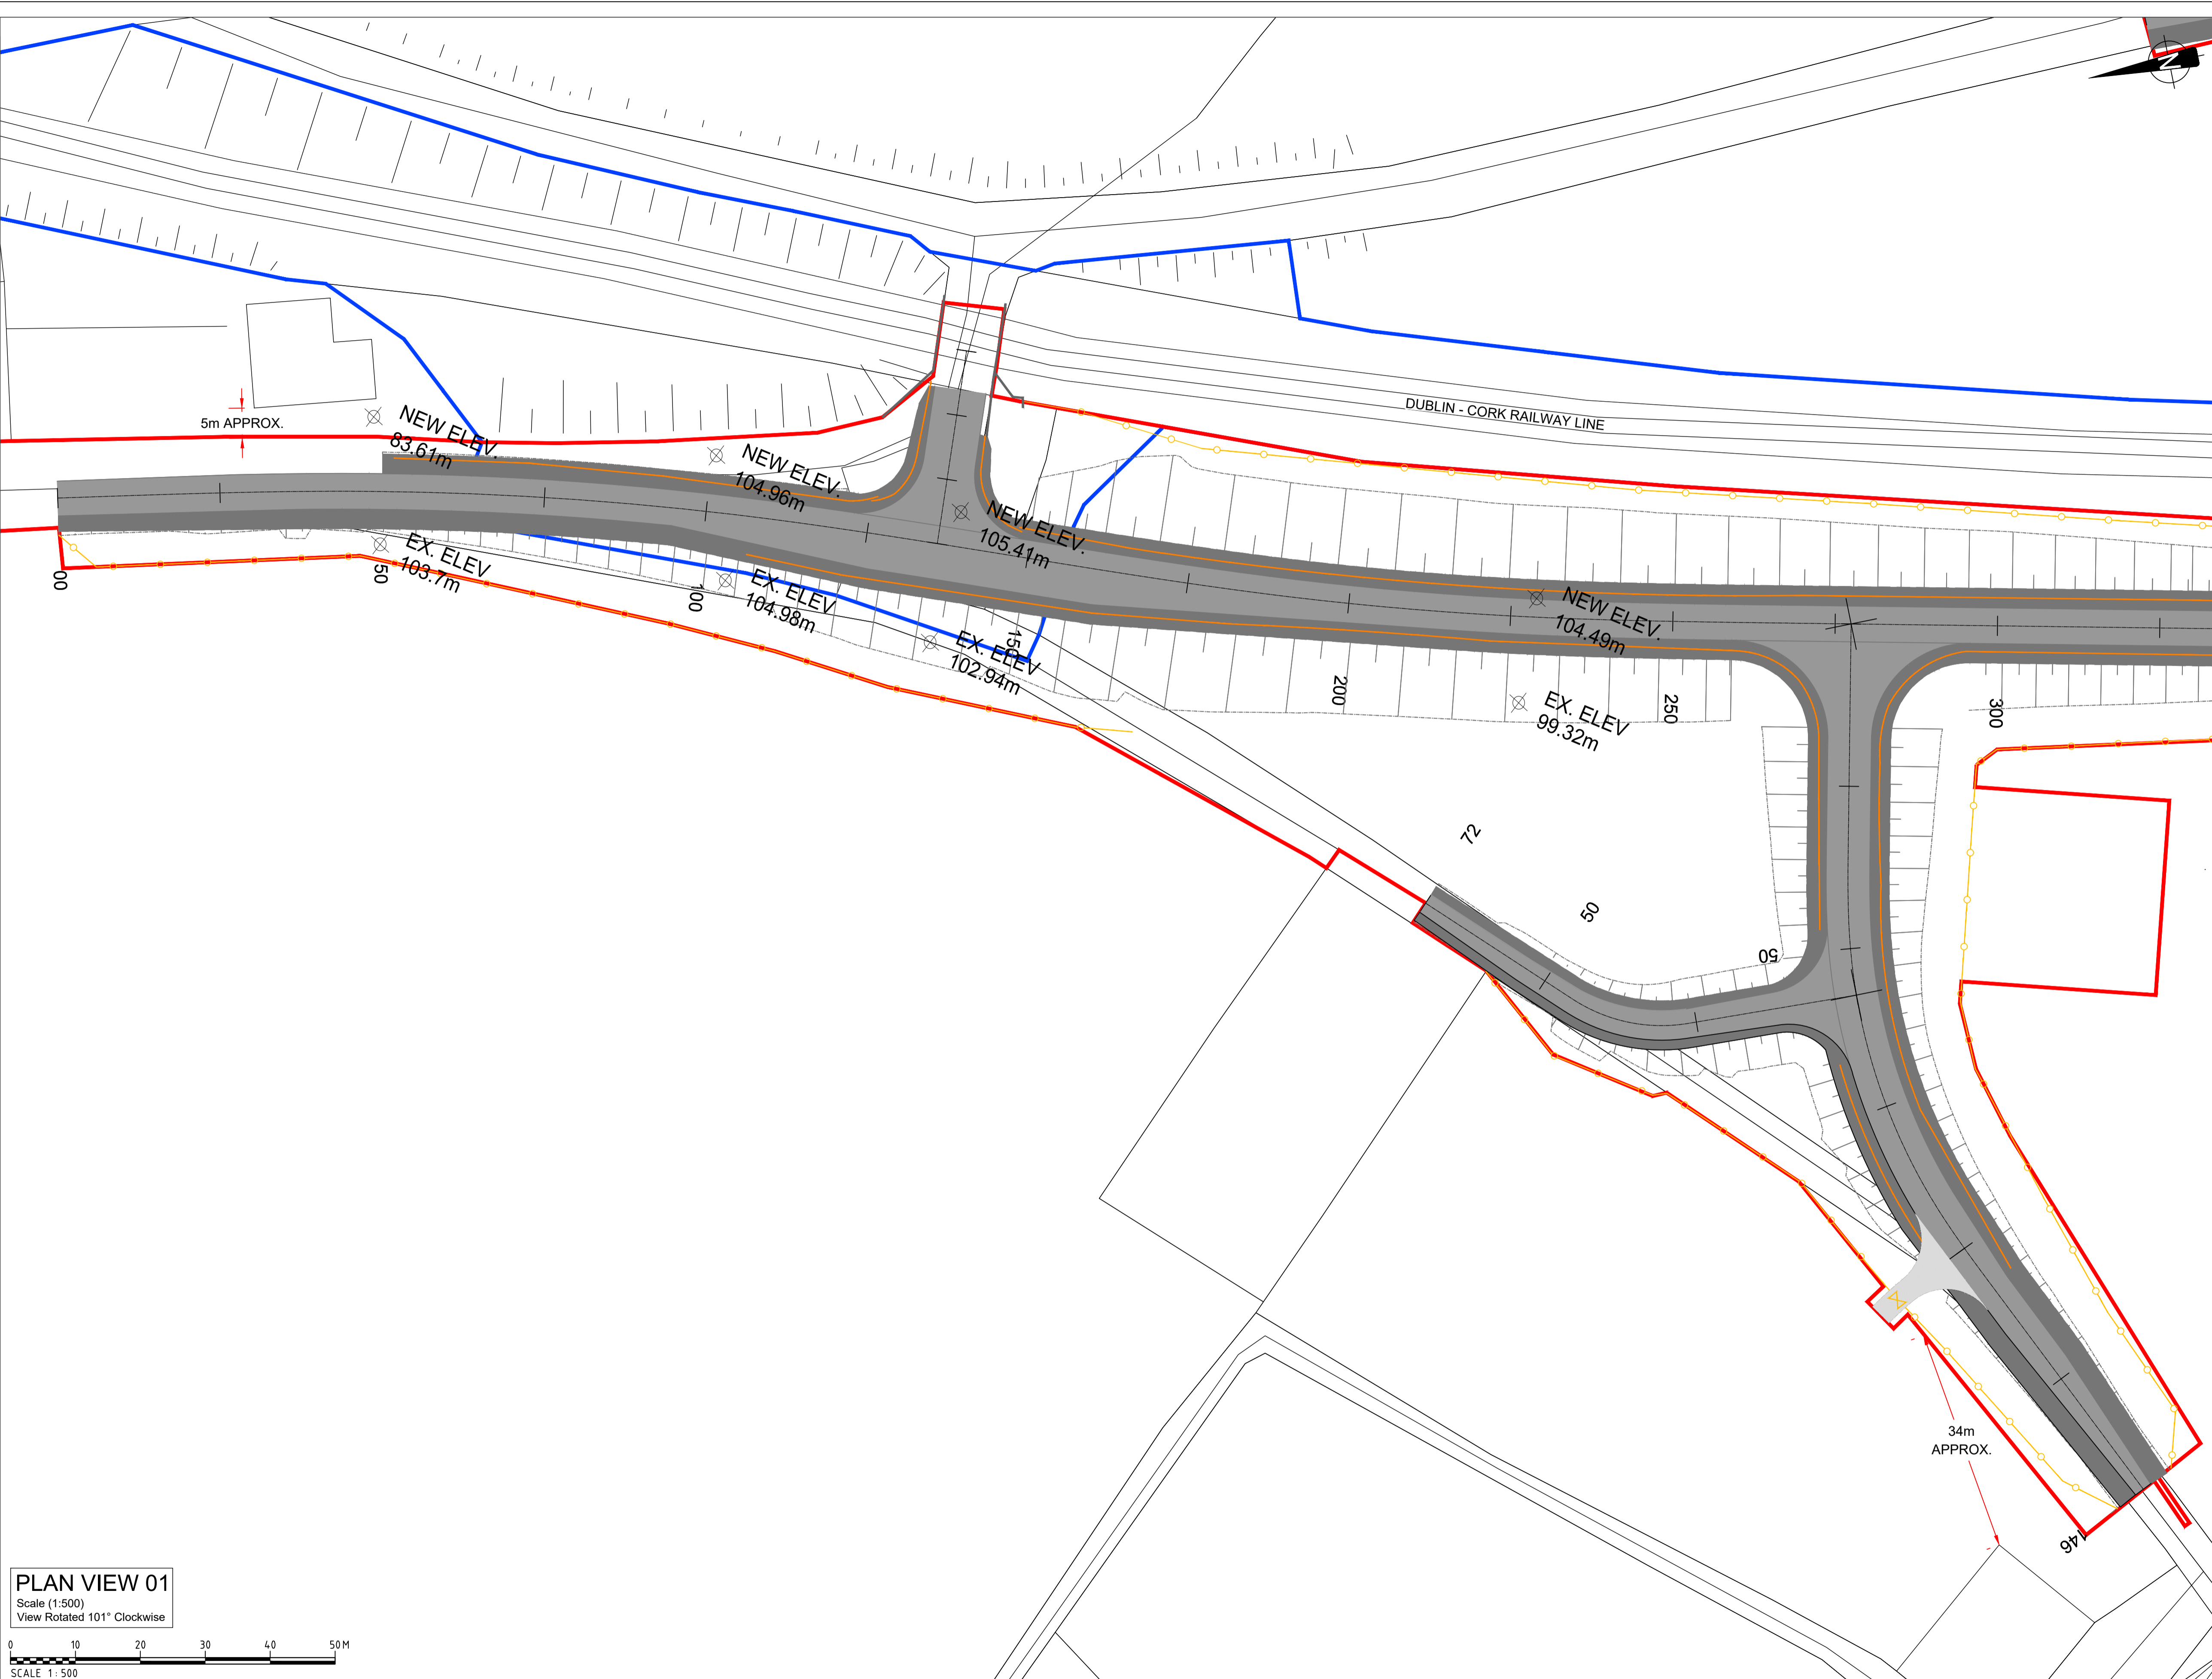 N
DUBLIN - CORK RAILWAY LINE
5m APPROX.
NEW ELEV.
83.61m
NEW ELEV.
104.96m
NEW ELEV.
105.41m
NEW ELEV.
104.49m
EX. ELEV
103.7m
EX. ELEV
104.98m
EX. ELEV
102.94m
EX. ELEV
99.32m
00
50
100
150
200
250
300
72
50
50
34m
APPROX.
146
PLAN VIEW 01
Scale (1:500)
View Rotated 101° Clockwise
0 10 20 30 40 50M
SCALE 1:500